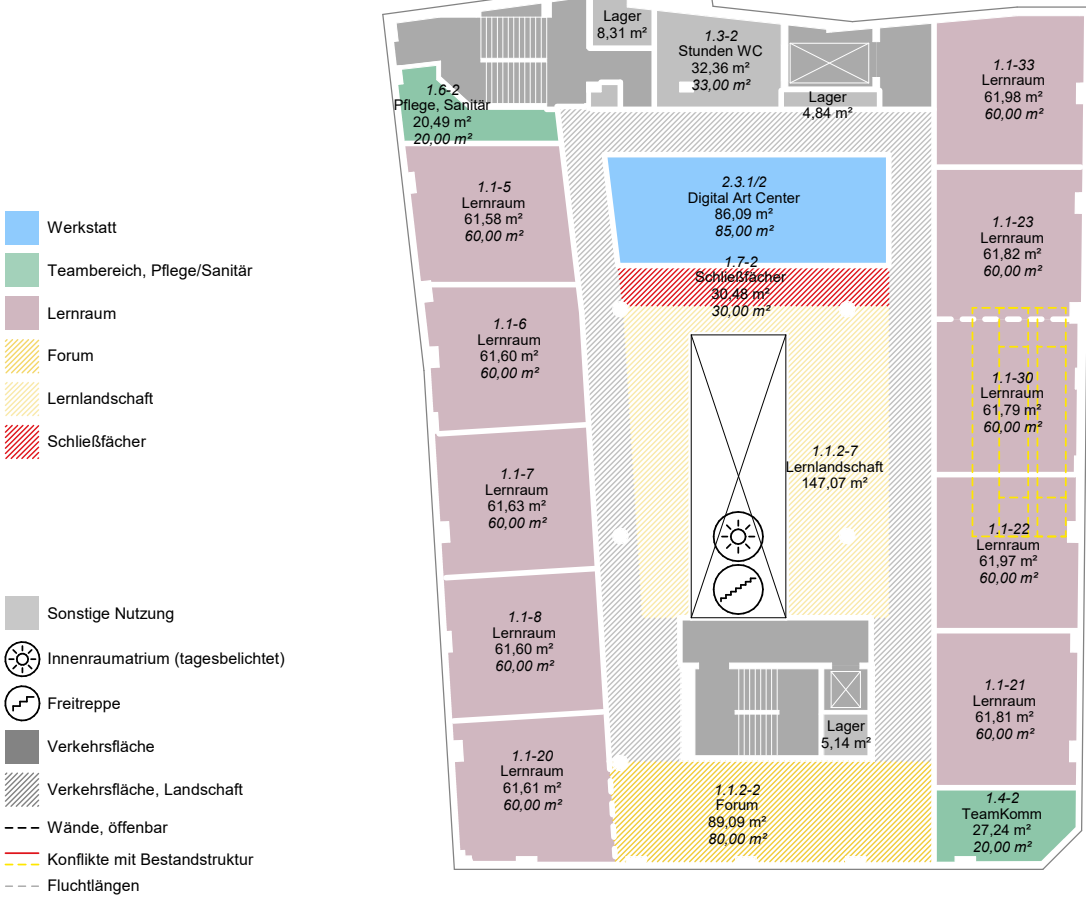 Lager
8,31 m²
1.3-2
Stunden WC
32,36 m²
33,00 m²
Lager
4,84 m²
1.1-33
Lernraum
61,98 m²
60,00 m²
1.6-2
Pflege, Sanitär
20,49 m²
20,00 m²
1.1-5
Lernraum
61,58 m²
60,00 m²
2.3.1/2
Digital Art Center
86,09 m²
85,00 m²
1.1-23
Lernraum
61,82 m²
60,00 m²
1.7-2
Schließfächer
30,48 m²
30,00 m²
1.1-6
Lernraum
61,60 m²
60,00 m²
1.1-30
Lernraum
61,79 m²
60,00 m²
1.1.2-7
Lernlandschaft
147,07 m²
1.1-7
Lernraum
61,63 m²
60,00 m²
1.1-22
Lernraum
61,97 m²
60,00 m²
1.1-8
Lernraum
61,60 m²
60,00 m²
1.1-21
Lernraum
61,81 m²
60,00 m²
Lager
5,14 m²
1.1-20
Lernraum
61,61 m²
60,00 m²
1.1.2-2
Forum
89,09 m²
80,00 m²
1.4-2
TeamKomm
27,24 m²
20,00 m²
Werkstatt
Teambereich, Pflege/Sanitär
Lernraum
Forum
Lernlandschaft
Schließfächer
Sonstige Nutzung
Innenraumatrium (tagesbelichtet)
Freitreppe
Verkehrsfläche
Verkehrsfläche, Landschaft
Wände, öffenbar
Konflikte mit Bestandstruktur
Fluchtlängen